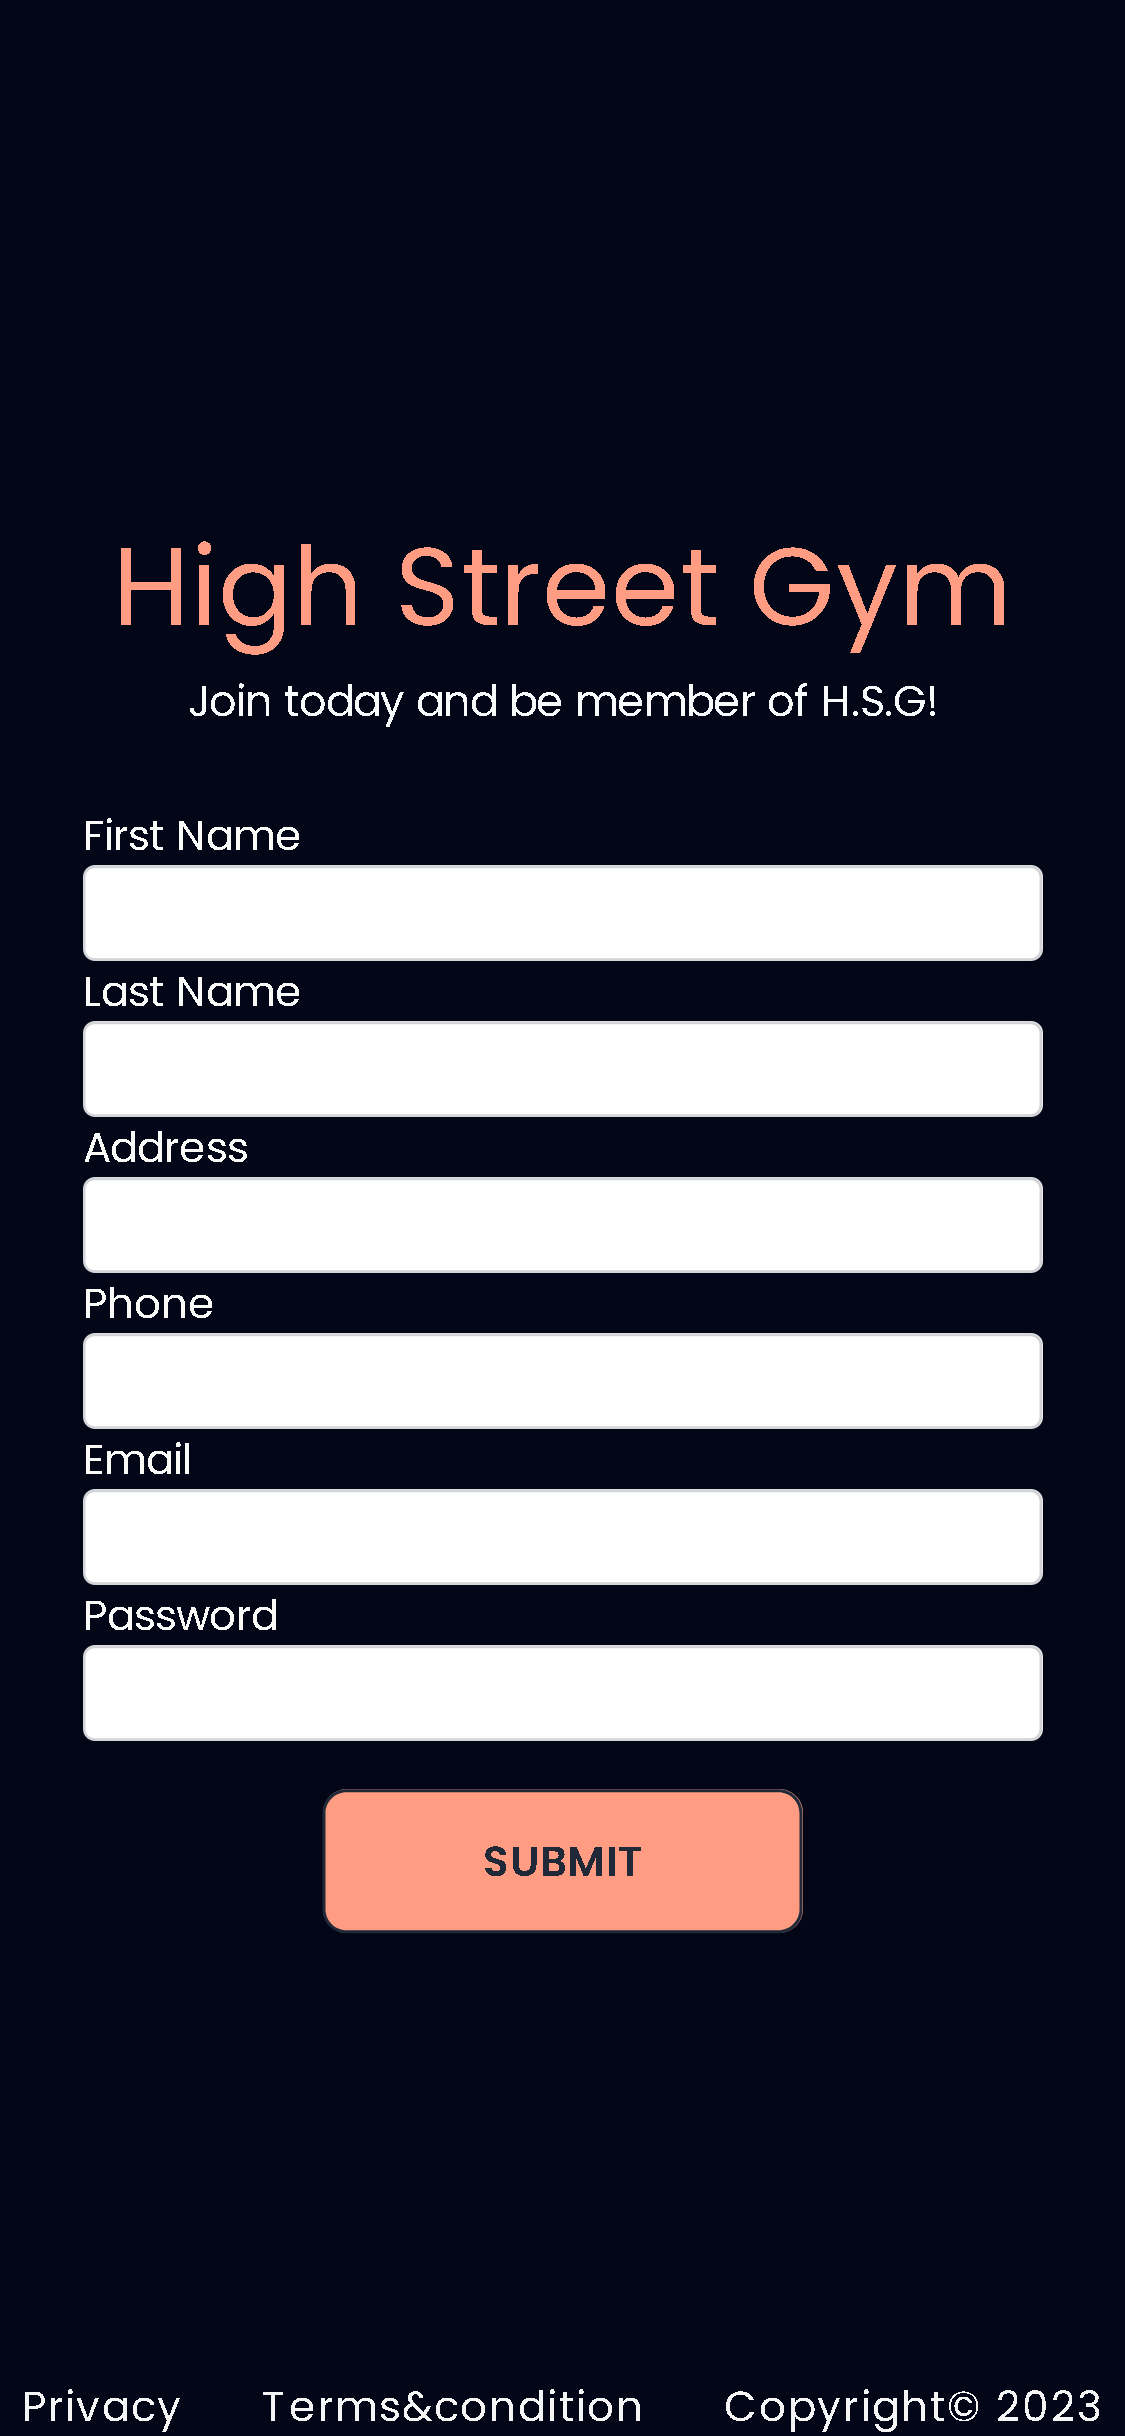 High Street Gym
Join today and be member of H.S.G!
First Name
Last Name
Address
Phone
Email
Password
SUBMIT
Privacy Terms&condition Copyright© 2023